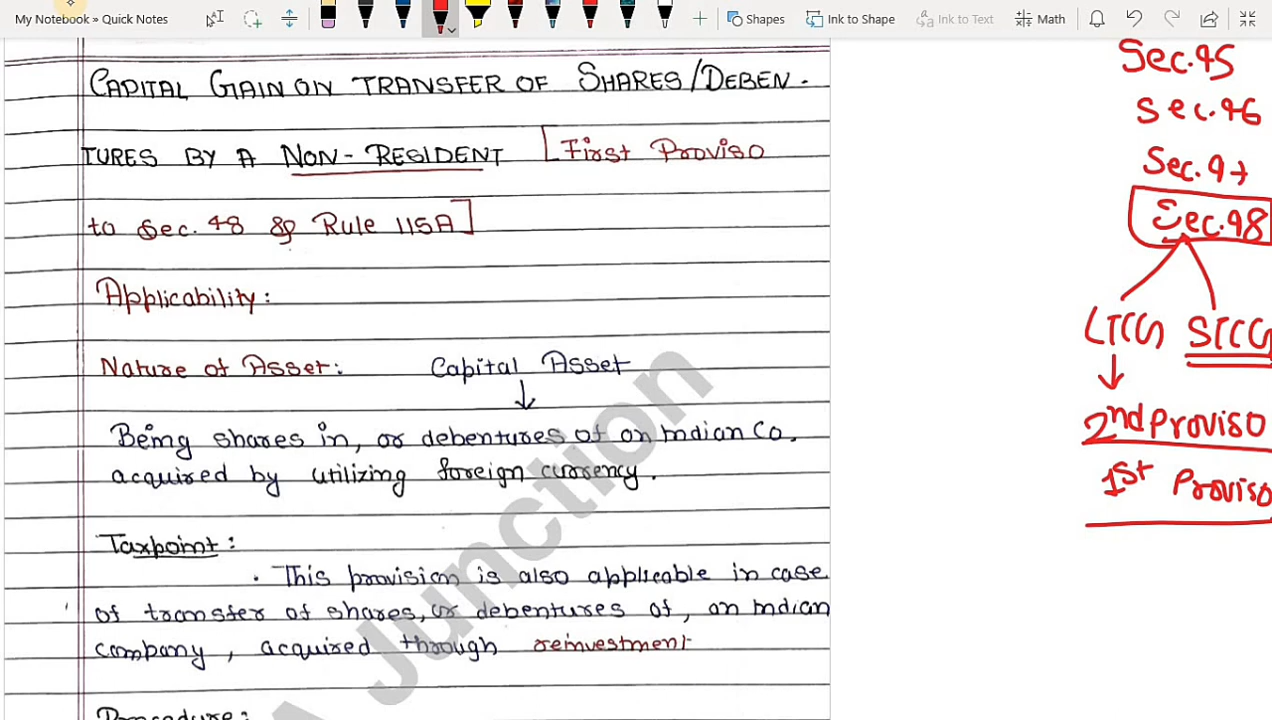 My Notebook » Quick Notes
Shapes
Ink to Shape
Ink to Text
Math
CAPITAL GAIN ON TRANSFER OF SHARES/DEBEN-
TURES BY A NON-RESIDENT [First Proviso
to Sec. 48 & Rule 115A]
Applicability:
Nature of Asset: Capital Asset
↓
Being shares in, or debentures of an Indian Co.
acquired by utilizing foreign currency.
Taxpoint:
. This provision is also applicable in case
of transfer of shares, or debentures of, an Indian
company, acquired through reinvestment
Procedure:
Junction
Sec.45
Sec.46
Sec.47
Sec.48
LTCG STCG
↓
2nd Proviso
1st Proviso